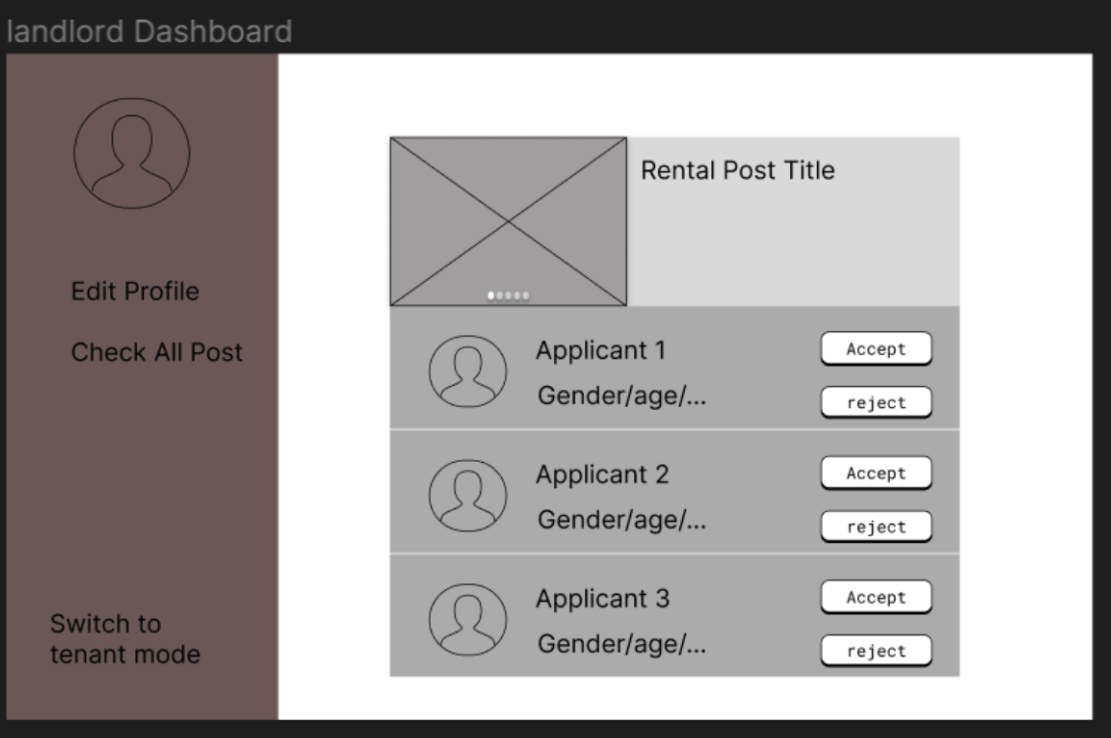 landlord Dashboard
Edit Profile
Check All Post
Switch to
tenant mode
Rental Post Title
Applicant 1
Gender/age/...
Accept
reject
Applicant 2
Gender/age/...
Accept
reject
Applicant 3
Gender/age/...
Accept
reject